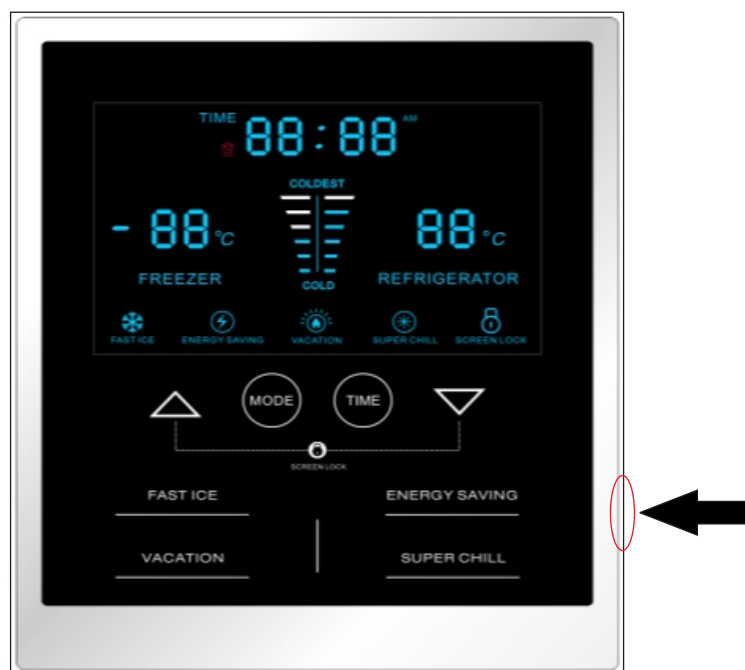 TIME 88:88 AM
COLDEST
- 88 °C
88 °C
FREEZER
REFRIGERATOR
COLD
FAST ICE
ENERGY SAVING
VACATION
SUPER CHILL
SCREEN LOCK
MODE
TIME
SCREEN LOCK
FAST ICE
ENERGY SAVING
VACATION
SUPER CHILL